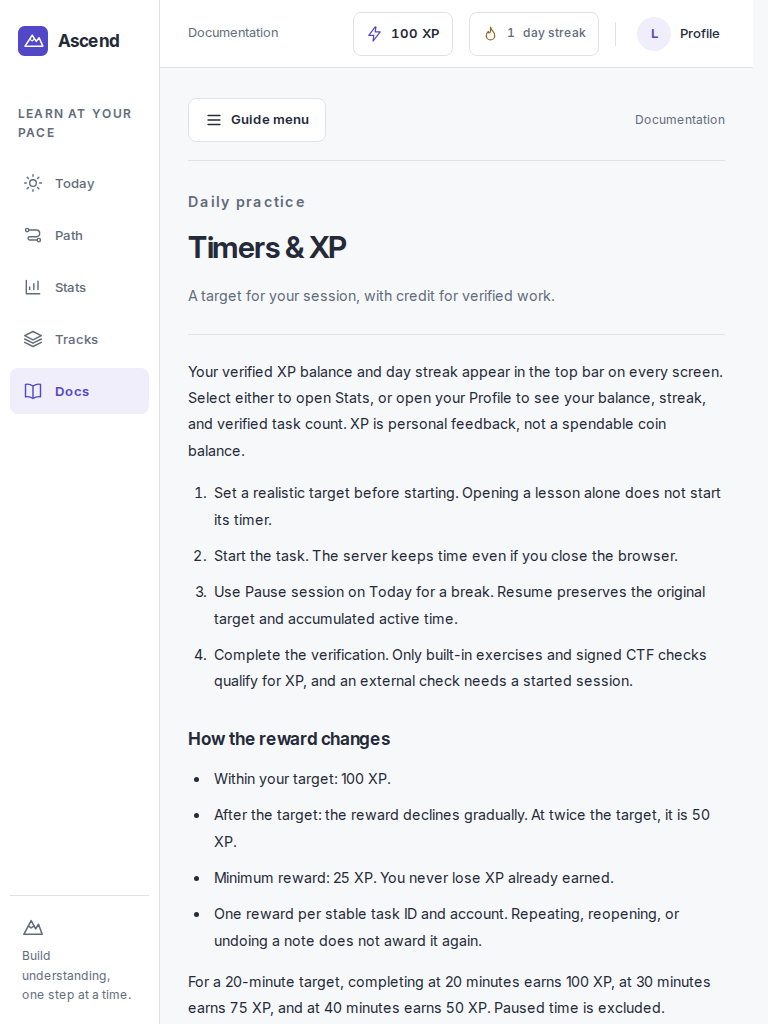 Ascend
LEARN AT YOUR
PACE
Today
Path
Stats
Tracks
Docs
Build
understanding,
one step at a time.
Documentation
100 XP
1 day streak
L
Profile
Guide menu
Documentation
Daily practice
Timers & XP
A target for your session, with credit for verified work.
Your verified XP balance and day streak appear in the top bar on every screen.
Select either to open Stats, or open your Profile to see your balance, streak,
and verified task count. XP is personal feedback, not a spendable coin
balance.
1. Set a realistic target before starting. Opening a lesson alone does not start
its timer.
2. Start the task. The server keeps time even if you close the browser.
3. Use Pause session on Today for a break. Resume preserves the original
target and accumulated active time.
4. Complete the verification. Only built-in exercises and signed CTF checks
qualify for XP, and an external check needs a started session.
How the reward changes
• Within your target: 100 XP.
• After the target: the reward declines gradually. At twice the target, it is 50
XP.
• Minimum reward: 25 XP. You never lose XP already earned.
• One reward per stable task ID and account. Repeating, reopening, or
undoing a note does not award it again.
For a 20-minute target, completing at 20 minutes earns 100 XP, at 30 minutes
earns 75 XP, and at 40 minutes earns 50 XP. Paused time is excluded.